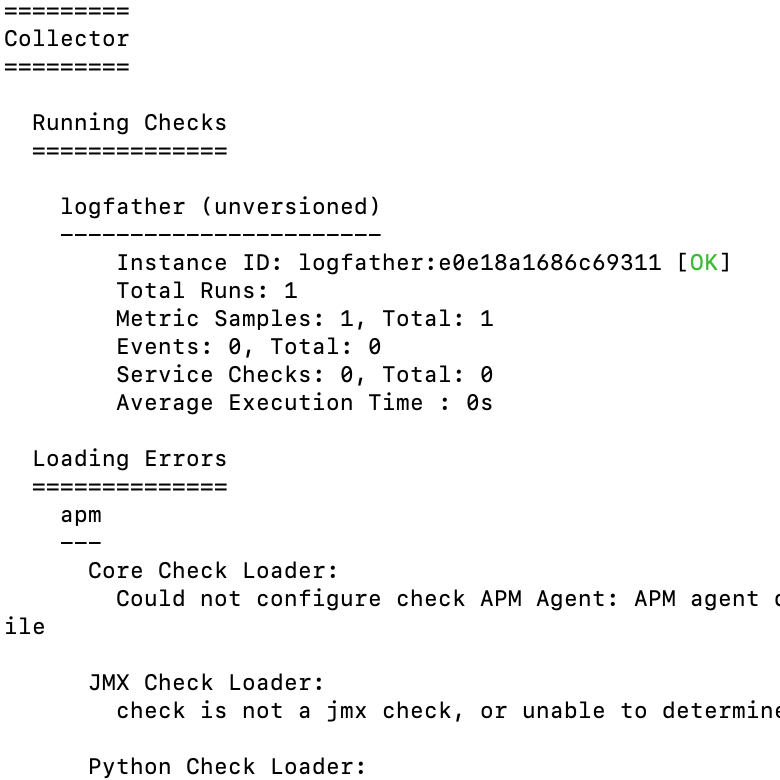 =========
Collector
=========
Running Checks
==============
logfather (unversioned)
-----------------------
Instance ID: logfather:e0e18a1686c69311 [OK]
Total Runs: 1
Metric Samples: 1, Total: 1
Events: 0, Total: 0
Service Checks: 0, Total: 0
Average Execution Time : 0s
Loading Errors
==============
apm
---
Core Check Loader:
Could not configure check APM Agent: APM agent
ile
JMX Check Loader:
check is not a jmx check, or unable to determine
Python Check Loader: